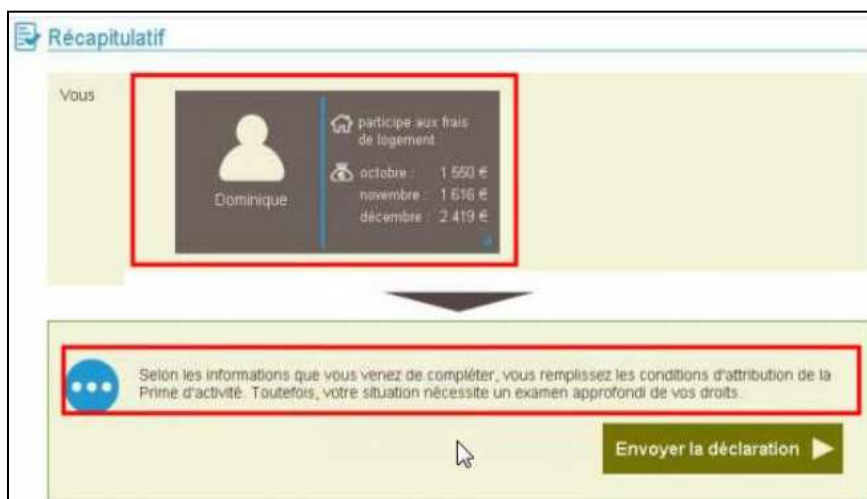 Récapitulatif
Vous
Dominique
participe aux frais
de logement
octobre : 1 550 €
novembre : 1 616 €
décembre : 2 419 €
Selon les informations que vous venez de compléter, vous remplissez les conditions d'attribution de la
Prime d'activité. Toutefois, votre situation nécessite un examen approfondi de vos droits.
Envoyer la déclaration